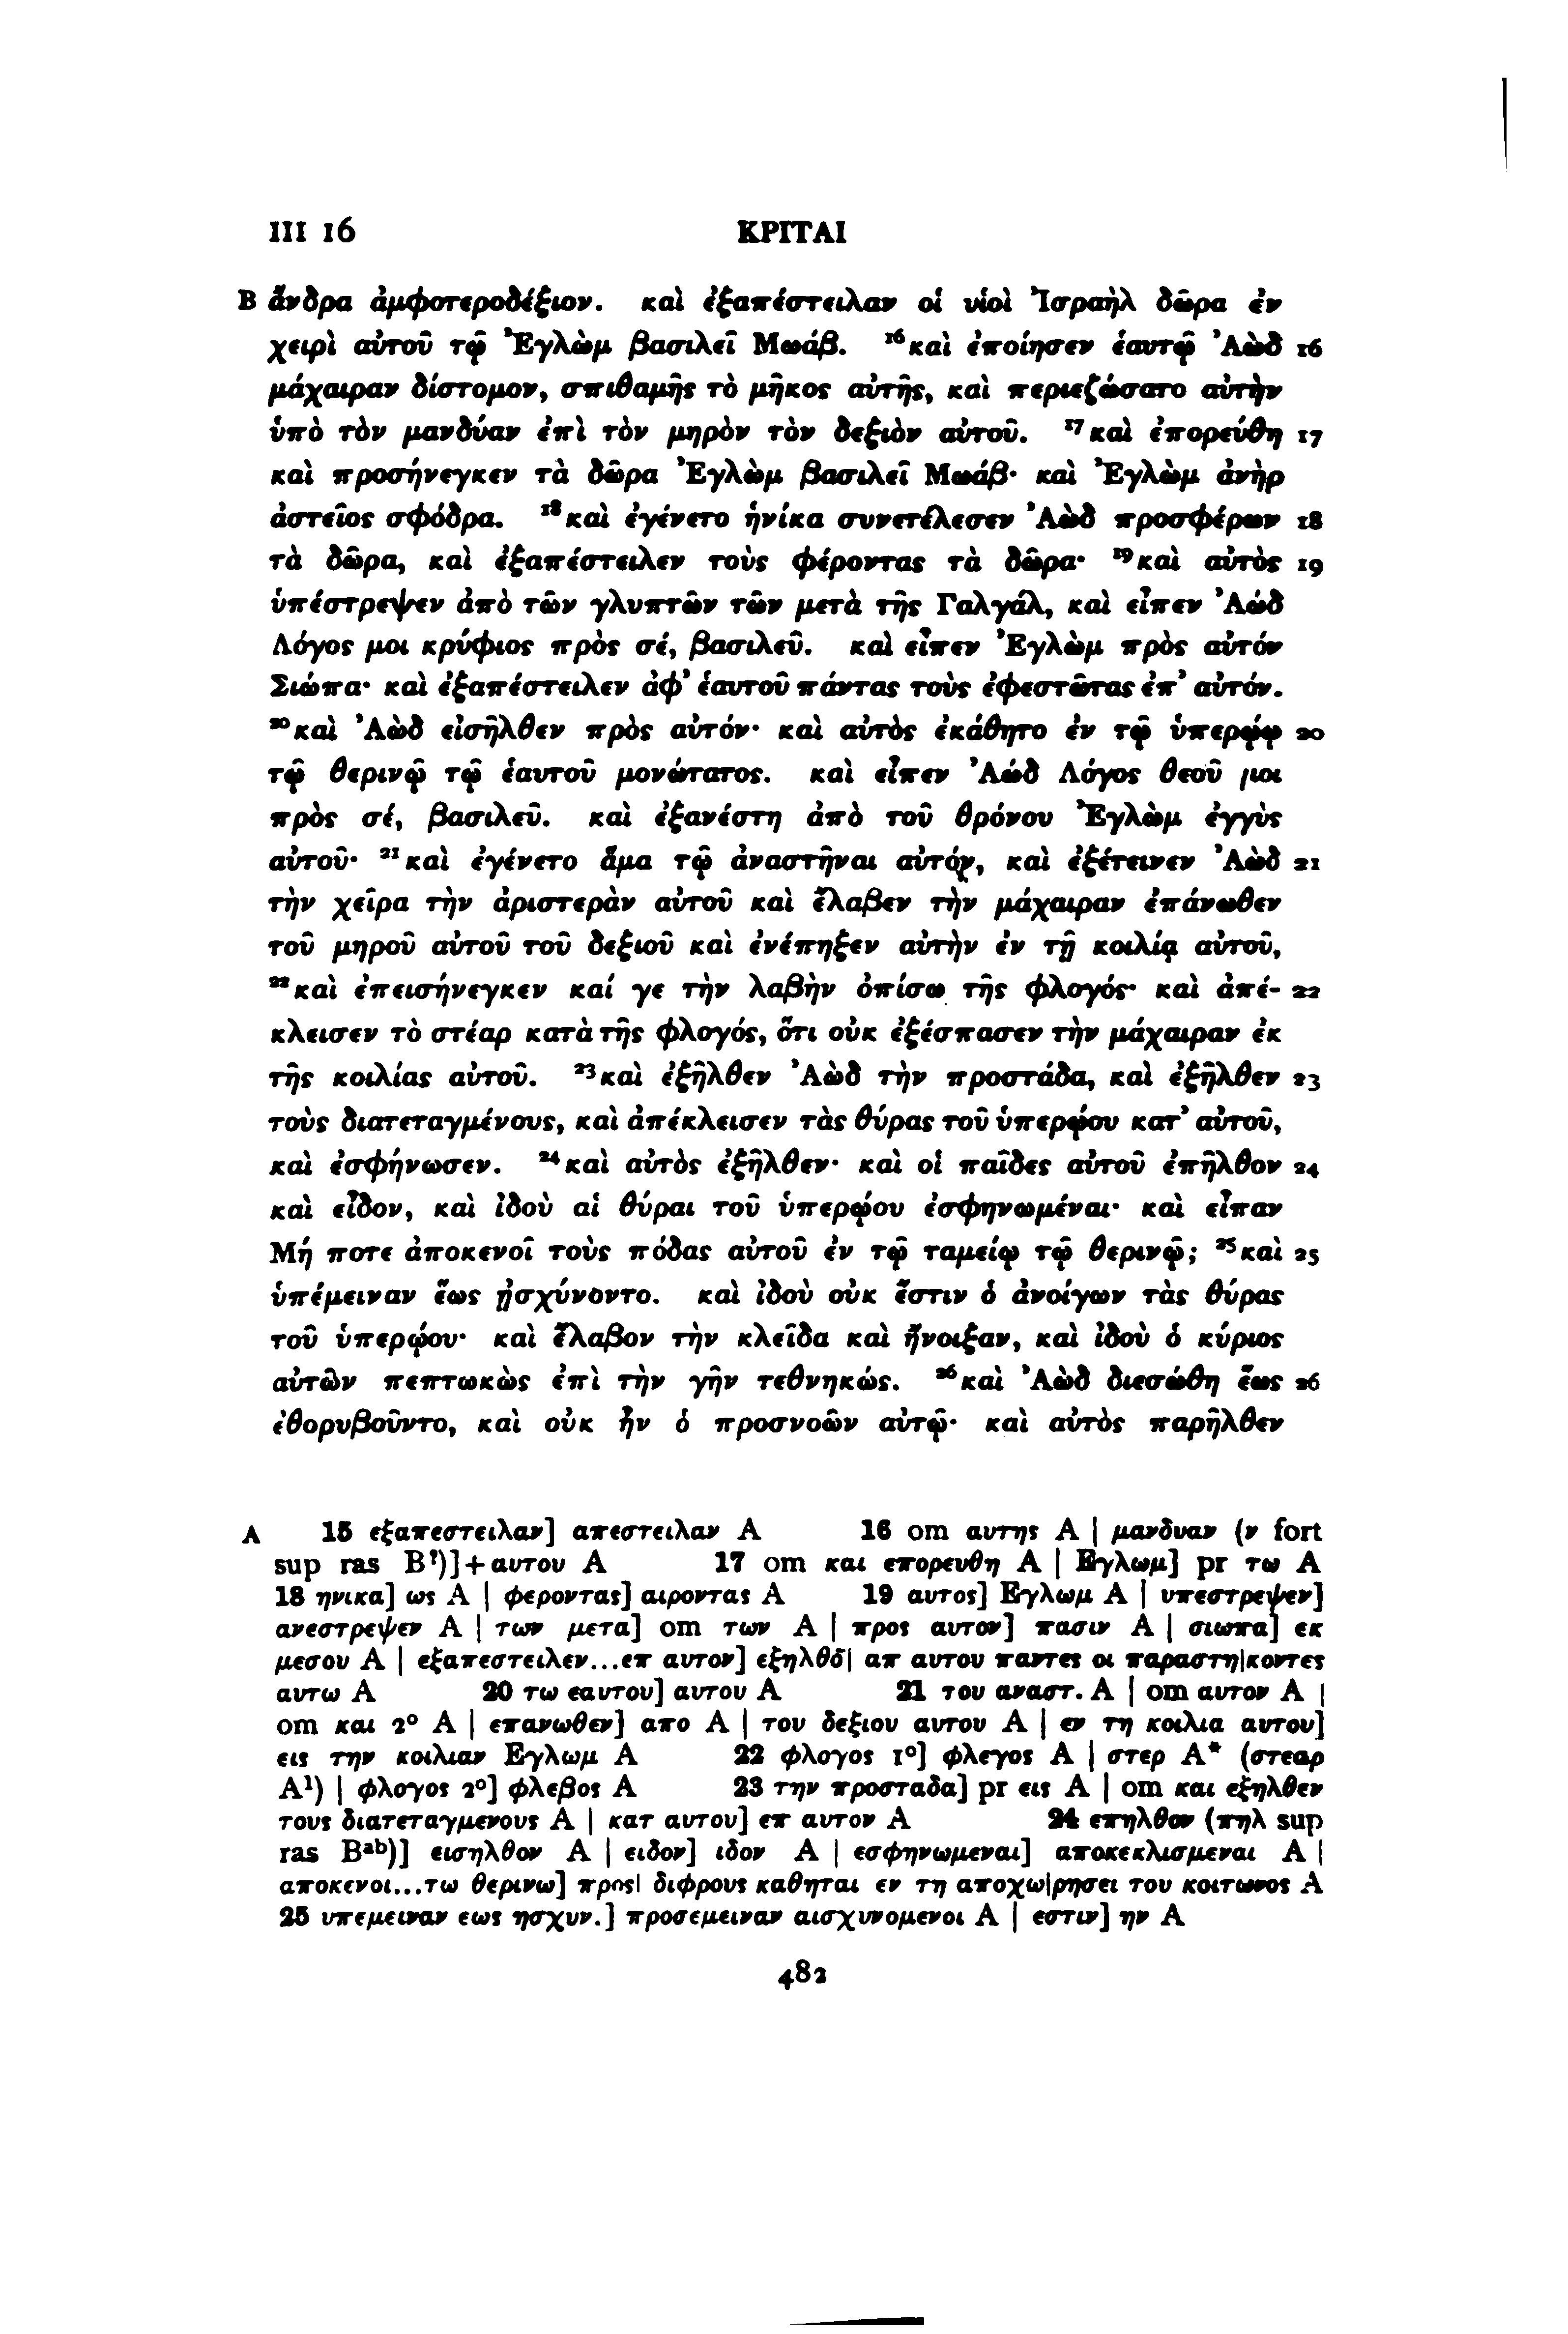 III 16 ΚΡΙΤΑΙ
B ἄνδρα ἀμφοτεροδέξιον. καὶ ἐξαπέστειλαν οἱ υἱοὶ Ἰσραὴλ δῶρα ἐν
χειρὶ αὐτοῦ τῷ Ἐγλὼμ βασιλεῖ Μωάβ. ¹⁶καὶ ἐποίησεν ἑαυτῷ Ἀὼδ 16
μάχαιραν δίστομον, σπιθαμῆς τὸ μῆκος αὐτῆς, καὶ περιεζώσατο αὐτὴν
ὑπὸ τὸν μανδύαν ἐπὶ τὸν μηρὸν τὸν δεξιὸν αὐτοῦ. ¹⁷καὶ ἐπορεύθη 17
καὶ προσήνεγκεν τὰ δῶρα Ἐγλὼμ βασιλεῖ Μωάβ· καὶ Ἐγλὼμ ἀνὴρ
ἀστεῖος σφόδρα. ¹⁸καὶ ἐγένετο ἡνίκα συνετέλεσεν Ἀὼδ προσφέρων 18
τὰ δῶρα, καὶ ἐξαπέστειλεν τοὺς φέροντας τὰ δῶρα· ¹⁹καὶ αὐτὸς 19
ὑπέστρεψεν ἀπὸ τῶν γλυπτῶν τῶν μετὰ τῆς Γαλγάλ, καὶ εἶπεν Ἀώδ
Λόγος μοι κρύφιος πρὸς σέ, βασιλεῦ. καὶ εἶπεν Ἐγλὼμ πρὸς αὐτόν
Σιώπα· καὶ ἐξαπέστειλεν ἀφ' ἑαυτοῦ πάντας τοὺς ἐφεστῶτας ἐπ' αὐτόν.
²⁰καὶ Ἀὼδ εἰσῆλθεν πρὸς αὐτόν· καὶ αὐτὸς ἐκάθητο ἐν τῷ ὑπερῴῳ 20
τῷ θερινῷ τῷ ἑαυτοῦ μονώτατος. καὶ εἶπεν Ἀώδ Λόγος θεοῦ μοι
πρὸς σέ, βασιλεῦ. καὶ ἐξανέστη ἀπὸ τοῦ θρόνου Ἐγλὼμ ἐγγὺς
αὐτοῦ· ²¹καὶ ἐγένετο ἅμα τῷ ἀναστῆναι αὐτόν, καὶ ἐξέτεινεν Ἀὼδ 21
τὴν χεῖρα τὴν ἀριστερὰν αὐτοῦ καὶ ἔλαβεν τὴν μάχαιραν ἐπάνωθεν
τοῦ μηροῦ αὐτοῦ τοῦ δεξιοῦ καὶ ἐνέπηξεν αὐτὴν ἐν τῇ κοιλίᾳ αὐτοῦ,
²²καὶ ἐπεισήνεγκεν καί γε τὴν λαβὴν ὀπίσω τῆς φλογός· καὶ ἀπέ- 22
κλεισεν τὸ στέαρ κατὰ τῆς φλογός, ὅτι οὐκ ἐξέσπασεν τὴν μάχαιραν ἐκ
τῆς κοιλίας αὐτοῦ. ²³καὶ ἐξῆλθεν Ἀὼδ τὴν προστάδα, καὶ ἐξῆλθεν 23
τοὺς διατεταγμένους, καὶ ἀπέκλεισεν τὰς θύρας τοῦ ὑπερῴου κατ' αὐτοῦ,
καὶ ἐσφήνωσεν. ²⁴καὶ αὐτὸς ἐξῆλθεν· καὶ οἱ παῖδες αὐτοῦ ἐπῆλθον 24
καὶ εἶδον, καὶ ἰδοὺ αἱ θύραι τοῦ ὑπερῴου ἐσφηνωμέναι· καὶ εἶπαν
Μή ποτε ἀποκενοῖ τοὺς πόδας αὐτοῦ ἐν τῷ ταμείῳ τῷ θερινῷ; ²⁵καὶ 25
ὑπέμειναν ἕως ᾐσχύνοντο. καὶ ἰδοὺ οὐκ ἔστιν ὁ ἀνοίγων τὰς θύρας
τοῦ ὑπερῴου· καὶ ἔλαβον τὴν κλεῖδα καὶ ἤνοιξαν, καὶ ἰδοὺ ὁ κύριος
αὐτῶν πεπτωκὼς ἐπὶ τὴν γῆν τεθνηκώς. ²⁶καὶ Ἀὼδ διεσώθη ἕως 26
ἐθορυβοῦντο, καὶ οὐκ ἦν ὁ προσνοῶν αὐτῷ· καὶ αὐτὸς παρῆλθεν
A 15 εξαπεστειλαν] απεστειλαν A 16 om αυτης A | μανδυαν (ν fort
sup ras B?)]+αυτου A 17 om και επορευθη A | Εγλωμ] pr τω A
18 ηνικα] ως A | φεροντας] αιροντας A 19 αυτος] Εγλωμ A | υπεστρεψεν]
ανεστρεψεν A | των μετα] om των A | προς αυτον] πασιν A | σιωπα] εκ
μεσου A | εξαπεστειλεν...επ αυτον] εξηλθο̄| απ αυτου παντες οι παραστη|κοντες
αυτω A 20 τω εαυτου] αυτου A 21 του αναστ. A | om αυτον A |
om και 2° A | επανωθεν] απο A | του δεξιου αυτου A | εν τη κοιλια αυτου]
εις την κοιλιαν Εγλωμ A 22 φλογος 1°] φλεγος A | στερ A* (στεαρ
A¹) | φλογος 2°] φλεβος A 23 την προσταδα] pr εις A | om και εξηλθεν
τους διατεταγμενους A | κατ αυτου] επ αυτον A 24 επηλθον (πηλ sup
ras Bᵃᵇ)] εισηλθον A | ειδον] ιδον A | εσφηνωμεναι] αποκεκλισμεναι A |
αποκενοι...τω θερινω] προς| διφρους καθηται εν τη αποχω|ρησει του κοιτωνος A
25 υπεμειναν εως ησχυν.] προσεμειναν αισχυνομενοι A | εστιν] ην A
482